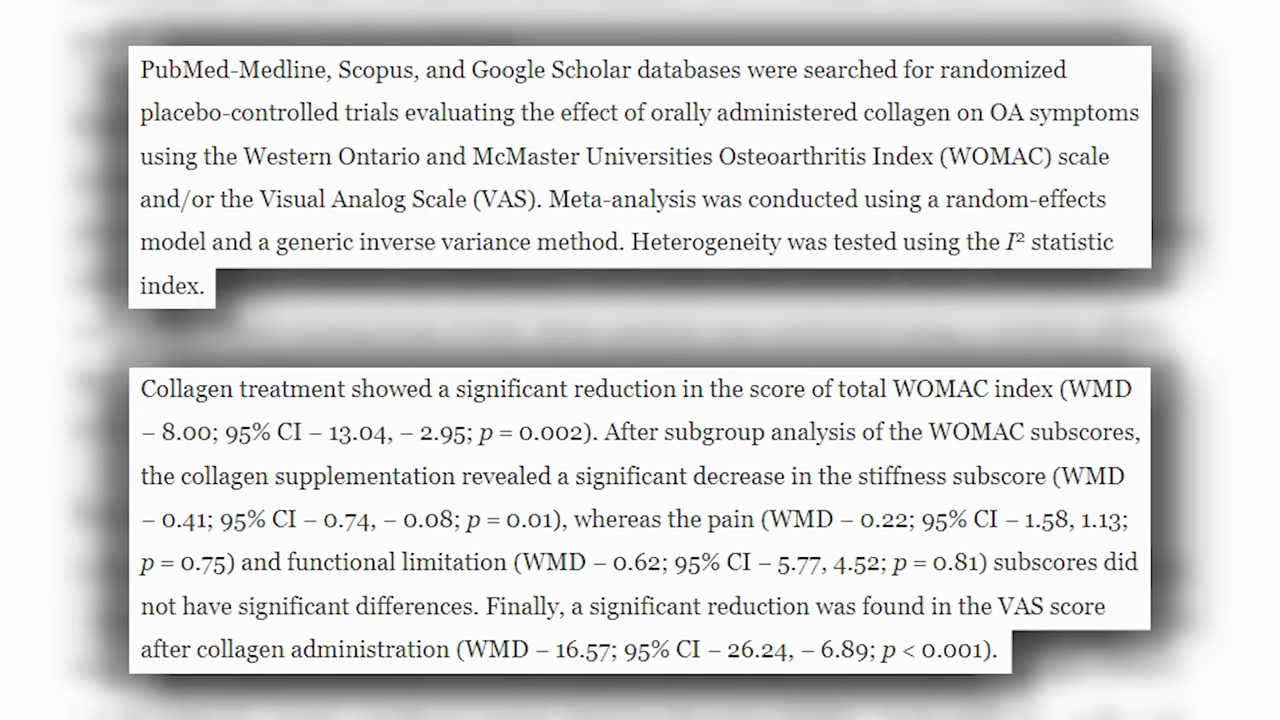 PubMed-Medline, Scopus, and Google Scholar databases were searched for randomized
placebo-controlled trials evaluating the effect of orally administered collagen on OA symptoms
using the Western Ontario and McMaster Universities Osteoarthritis Index (WOMAC) scale
and/or the Visual Analog Scale (VAS). Meta-analysis was conducted using a random-effects
model and a generic inverse variance method. Heterogeneity was tested using the I² statistic
index.
Collagen treatment showed a significant reduction in the score of total WOMAC index (WMD
− 8.00; 95% CI − 13.04, − 2.95; p = 0.002). After subgroup analysis of the WOMAC subscores,
the collagen supplementation revealed a significant decrease in the stiffness subscore (WMD
− 0.41; 95% CI − 0.74, − 0.08; p = 0.01), whereas the pain (WMD − 0.22; 95% CI − 1.58, 1.13;
p = 0.75) and functional limitation (WMD − 0.62; 95% CI − 5.77, 4.52; p = 0.81) subscores did
not have significant differences. Finally, a significant reduction was found in the VAS score
after collagen administration (WMD − 16.57; 95% CI − 26.24, − 6.89; p < 0.001).